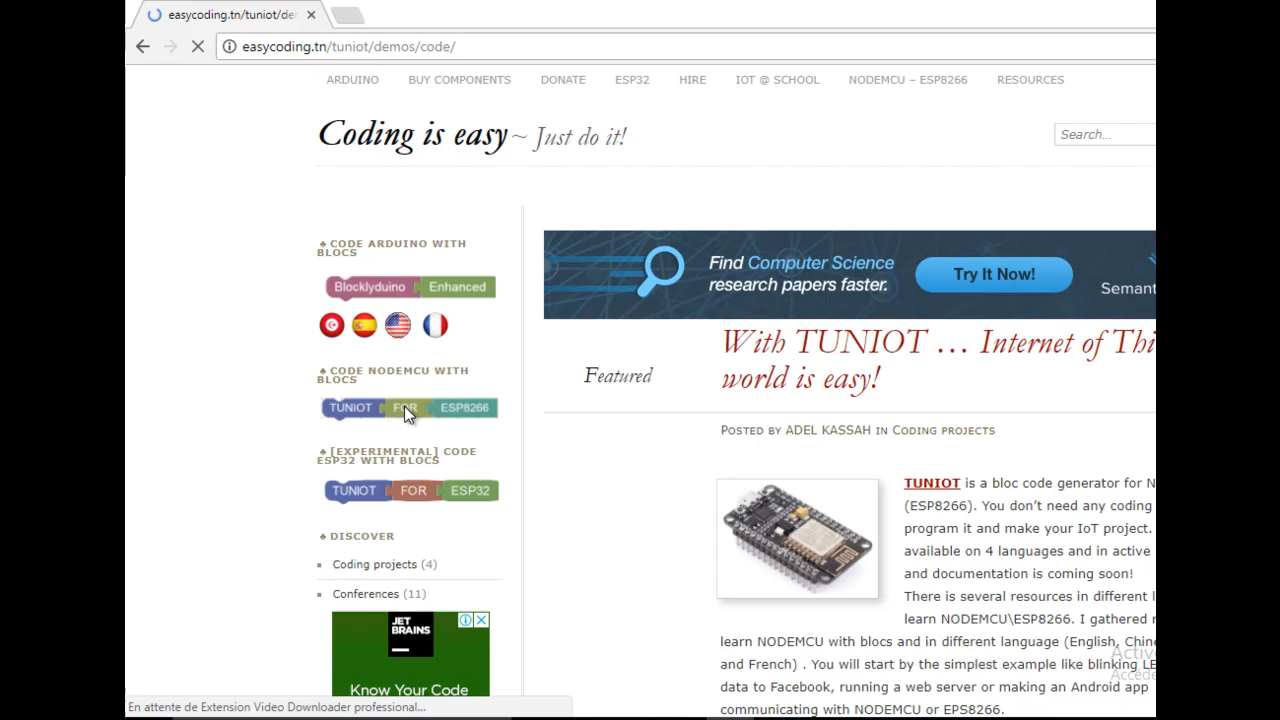 easycoding.tn/tuniot/de
easycoding.tn/tuniot/demos/code/
ARDUINO BUY COMPONENTS DONATE ESP32 HIRE IOT @ SCHOOL NODEMCU – ESP8266 RESOURCES
Coding is easy ~ Just do it!
Search...
♣ CODE ARDUINO WITH
BLOCS
Blocklyduino Enhanced
♣ CODE NODEMCU WITH
BLOCS
TUNIOT FOR ESP8266
♣ [EXPERIMENTAL] CODE
ESP32 WITH BLOCS
TUNIOT FOR ESP32
♣ DISCOVER
Coding projects (4)
Conferences (11)
JET
BRAINS
Know Your Code
Find Computer Science
research papers faster.
Try It Now!
Semant
With TUNIOT … Internet of Thi
world is easy!
Featured
POSTED BY ADEL KASSAH IN CODING PROJECTS
TUNIOT is a bloc code generator for N
(ESP8266). You don’t need any coding
program it and make your IoT project.
available on 4 languages and in active
and documentation is coming soon!
There is several resources in different l
learn NODEMCU\ESP8266. I gathered
learn NODEMCU with blocs and in different language (English, Chine
and French) . You will start by the simplest example like blinking LE
data to Facebook, running a web server or making an Android app
communicating with NODEMCU or EPS8266.
Active
Accéde
En attente de Extension Video Downloader professional...